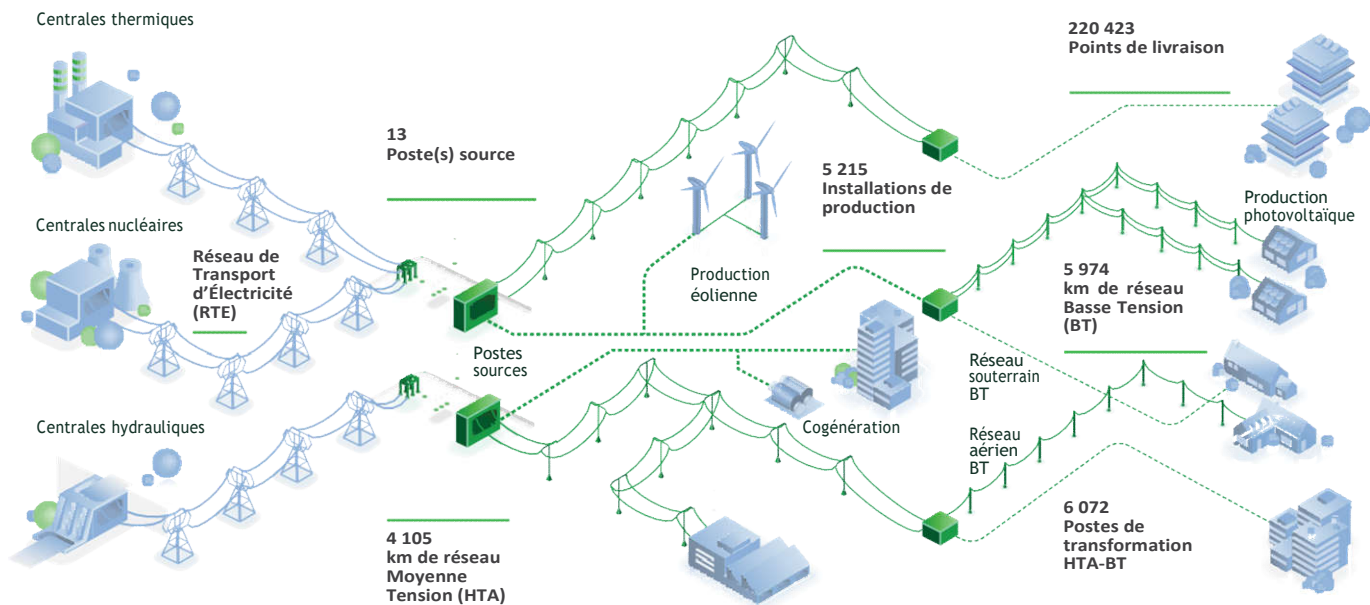 Centrales thermiques
220 423
Points de livraison
13
Poste(s) source
5 215
Installations de
production
Production
photovoltaïque
Centrales nucléaires
Réseau de
Transport
d'Électricité
(RTE)
Production
éolienne
5 974
km de réseau
Basse Tension
(BT)
Postes
sources
Réseau
souterrain
BT
Centrales hydrauliques
Cogénération
Réseau
aérien
BT
4 105
km de réseau
Moyenne
Tension (HTA)
6 072
Postes de
transformation
HTA-BT